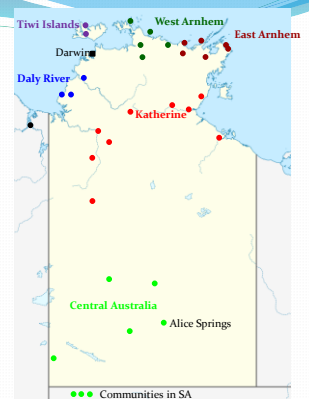 West Arnhem
Tiwi Islands
East Arnhem
Darwin
Daly River
Katherine
Central Australia
Alice Springs
Communities in SA